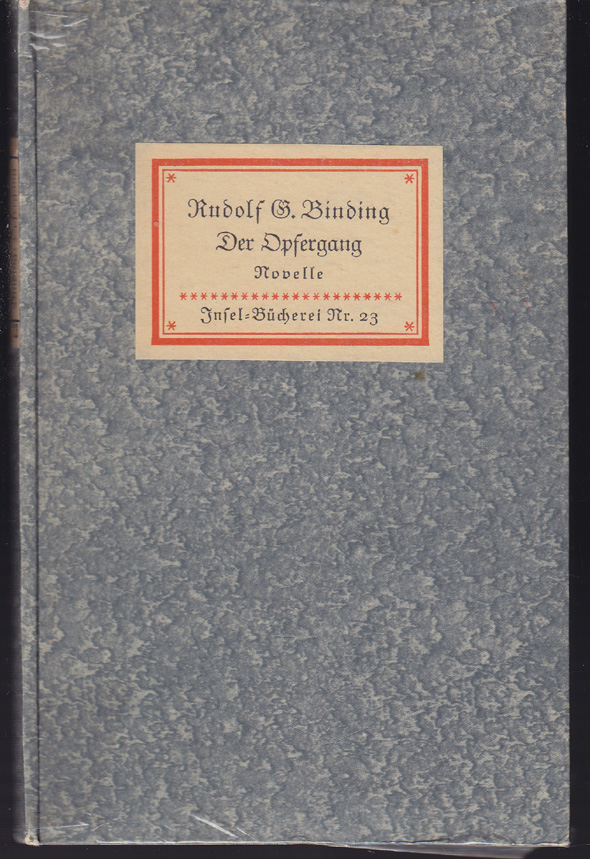 Rudolf G. Binding
Der Opfergang
Novelle
*********************
Insel-Bücherei Nr. 23